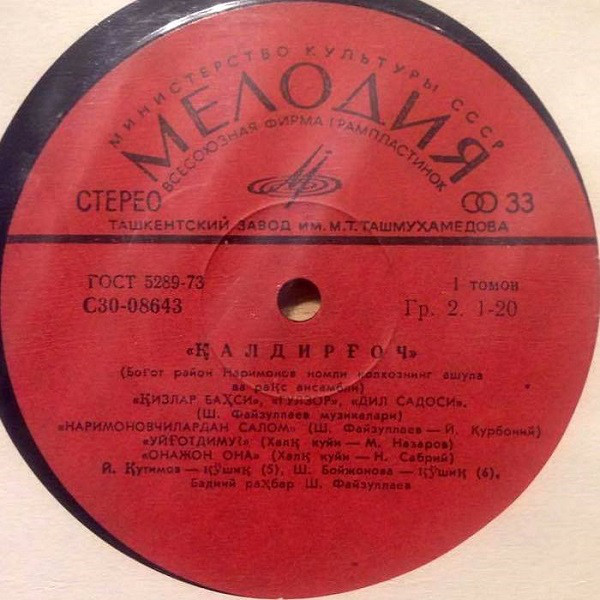 МИНИСТЕРСТВО КУЛЬТУРЫ СССР
МЕЛОДИЯ
ВСЕСОЮЗНАЯ ФИРМА ГРАМПЛАСТИНОК
СТЕРЕО
33
ТАШКЕНТСКИЙ ЗАВОД ИМ. М.Т. ТАШМУХАМЕДОВА
ГОСТ 5289-73
С30-08643
1 томон
Гр. 2. 1-20
«ҚАЛДИРҒОЧ»
(Боғот район Наримонов номли колхознинг ашула
ва рақс ансамбли)
«ҚИЗЛАР БАҲСИ», «ГУЛЗОР», «ДИЛ САДОСИ»,
(Ш. Файзуллаев музикалари)
«НАРИМОНОВЧИЛАРДАН САЛОМ» (Ш. Файзуллаев — Й. Қурбоний)
«УЙҒОТДИМУ!» (Халқ куйи — М. Назаров)
«ОНАЖОН ОНА» (Халқ куйи — Н. Сабрий)
Й. Қутимов — қўшиқ (5), Ш. Бойжонова — қўшиқ (6),
Бадиий раҳбар Ш. Файзуллаев